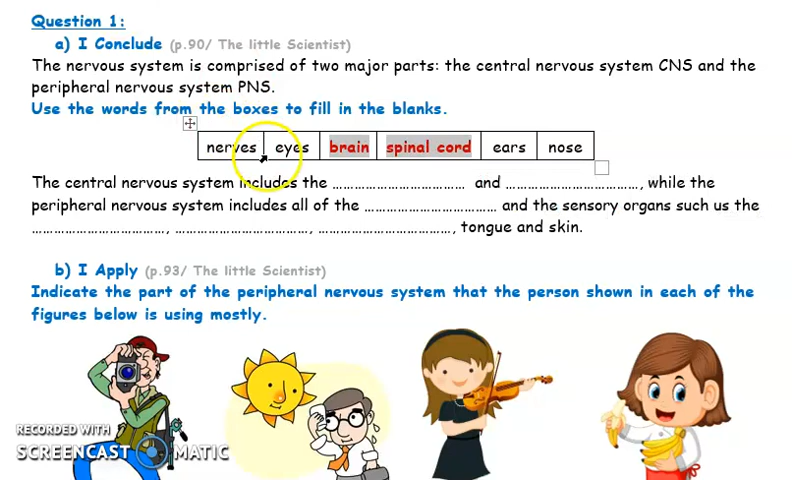 Question 1:
a) I Conclude (p.90/ The little Scientist)
The nervous system is comprised of two major parts: the central nervous system CNS and the
peripheral nervous system PNS.
Use the words from the boxes to fill in the blanks.
nerves eyes brain spinal cord ears nose
The central nervous system includes the ……………………………… and ………………………………, while the
peripheral nervous system includes all of the ……………………………… and the sensory organs such us the
………………………………, ………………………………, ………………………………, tongue and skin.
b) I Apply (p.93/ The little Scientist)
Indicate the part of the peripheral nervous system that the person shown in each of the
figures below is using mostly.
RECORDED WITH
SCREENCAST MATIC